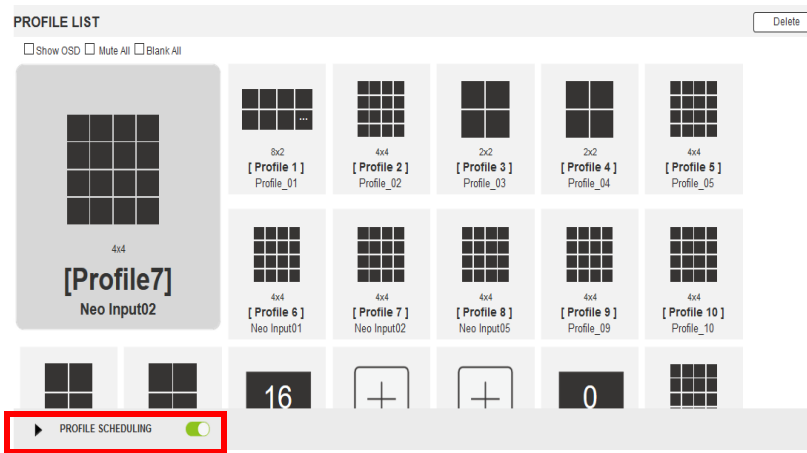 PROFILE LIST
Delete
Show OSD Mute All Blank All
4x4
[Profile7]
Neo Input02
8x2
[ Profile 1 ]
Profile_01
4x4
[ Profile 2 ]
Profile_02
2x2
[ Profile 3 ]
Profile_03
2x2
[ Profile 4 ]
Profile_04
4x4
[ Profile 5 ]
Profile_05
4x4
[ Profile 6 ]
Neo Input01
4x4
[ Profile 7 ]
Neo Input02
4x4
[ Profile 8 ]
Neo Input05
4x4
[ Profile 9 ]
Profile_09
4x4
[ Profile 10 ]
Profile_10
16
0
PROFILE SCHEDULING